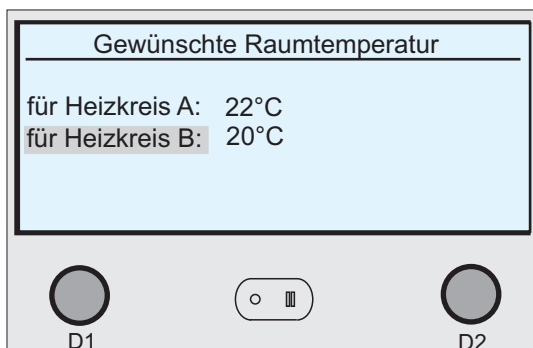 Gewünschte Raumtemperatur
für Heizkreis A: 22°C
für Heizkreis B: 20°C
D1 D2